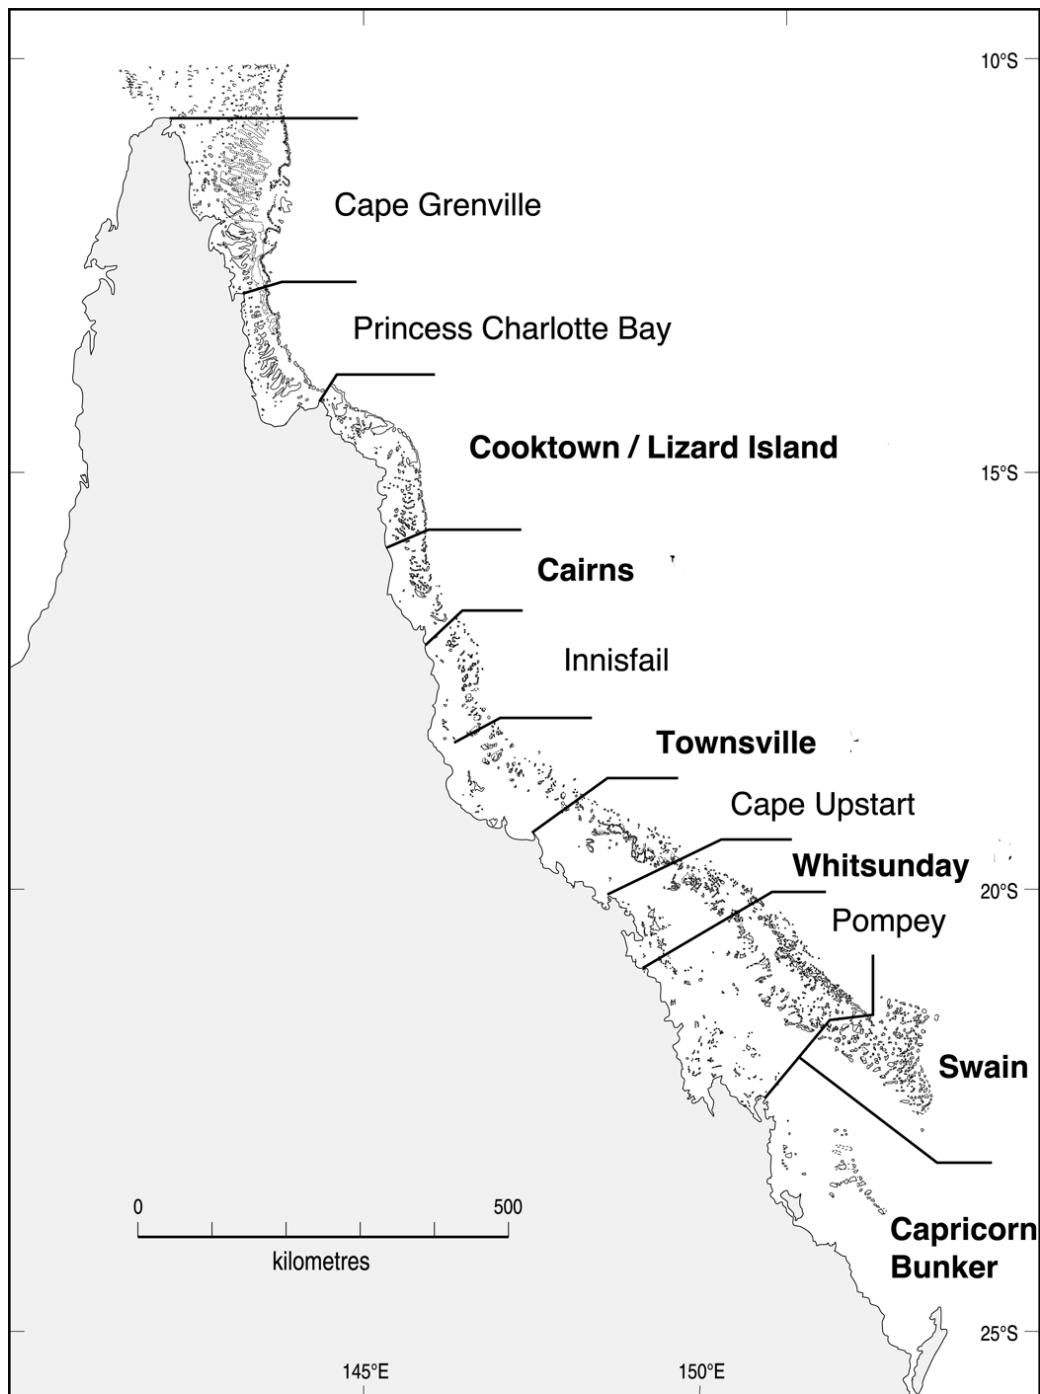 10°S
Cape Grenville
Princess Charlotte Bay
Cooktown / Lizard Island
15°S
Cairns
Innisfail
Townsville
Cape Upstart
Whitsunday
20°S
Pompey
Swain
0 500
kilometres
Capricorn
Bunker
25°S
145°E 150°E